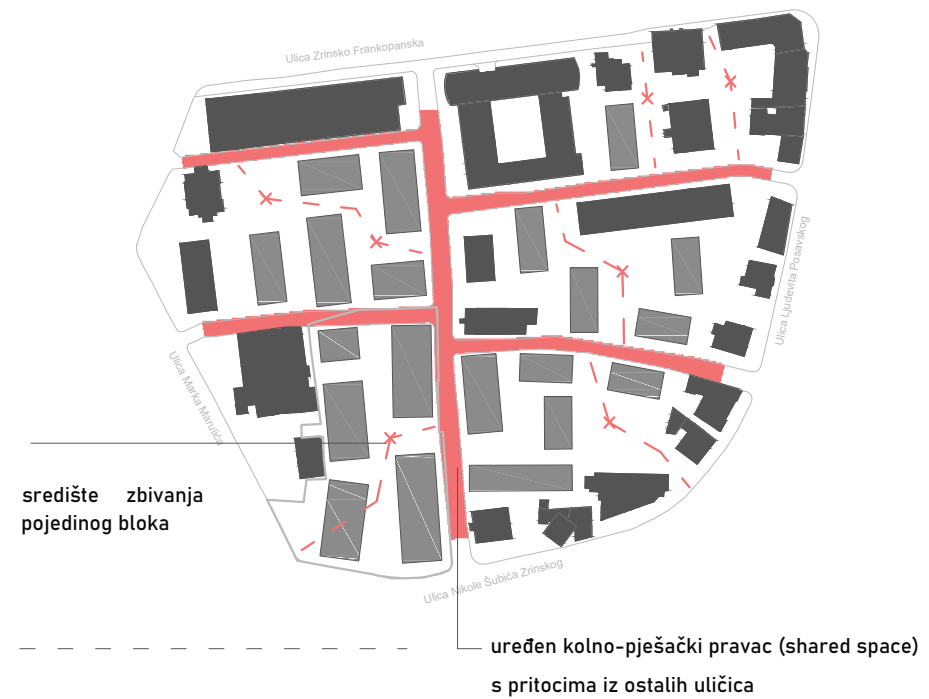 Ulica Zrinsko Frankopanska
Ulica Ljudevita Posavskog
Ulica Marka Marulića
središte zbivanja
pojedinog bloka
Ulica Nikole Šubića Zrinskog
uređen kolno-pješački pravac (shared space)
s pritocima iz ostalih uličica